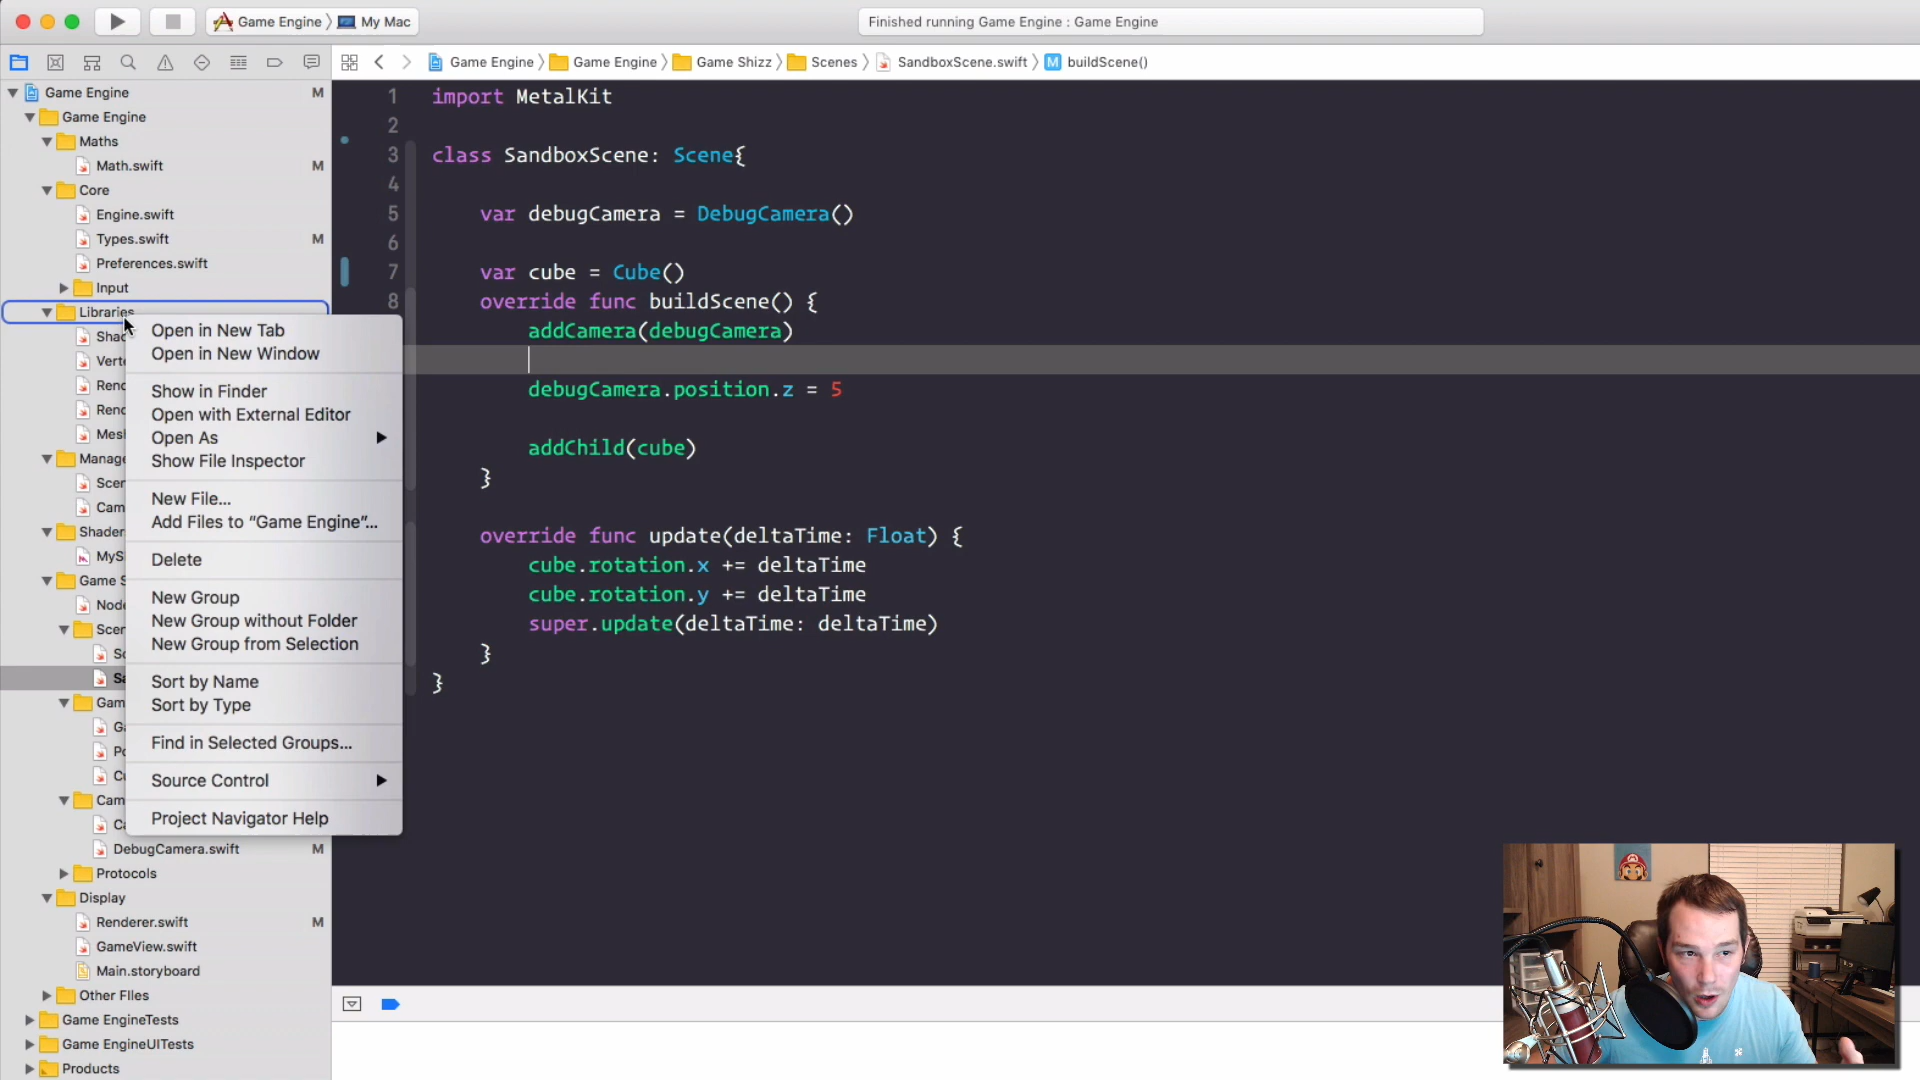 Game Engine 〉 My Mac
Finished running Game Engine : Game Engine
Game Engine 〉 Game Engine 〉 Game Shizz 〉 Scenes 〉 SandboxScene.swift 〉 M buildScene()
Game Engine M
Game Engine
Maths
Math.swift M
Core
Engine.swift
Types.swift M
Preferences.swift
Input
Libraries
Game S
DebugCamera.swift M
Protocols
Display
Renderer.swift M
GameView.swift
Main.storyboard
Other FIles
Game EngineTests
Game EngineUITests
Products
Open in New Tab
Open in New Window
Show in Finder
Open with External Editor
Open As
Show File Inspector
New File...
Add Files to “Game Engine”...
Delete
New Group
New Group without Folder
New Group from Selection
Sort by Name
Sort by Type
Find in Selected Groups...
Source Control
Project Navigator Help
1 import MetalKit
2
3 class SandboxScene: Scene{
4
5 var debugCamera = DebugCamera()
6
7 var cube = Cube()
8 override func buildScene() {
addCamera(debugCamera)
debugCamera.position.z = 5
addChild(cube)
}
override func update(deltaTime: Float) {
cube.rotation.x += deltaTime
cube.rotation.y += deltaTime
super.update(deltaTime: deltaTime)
}
}